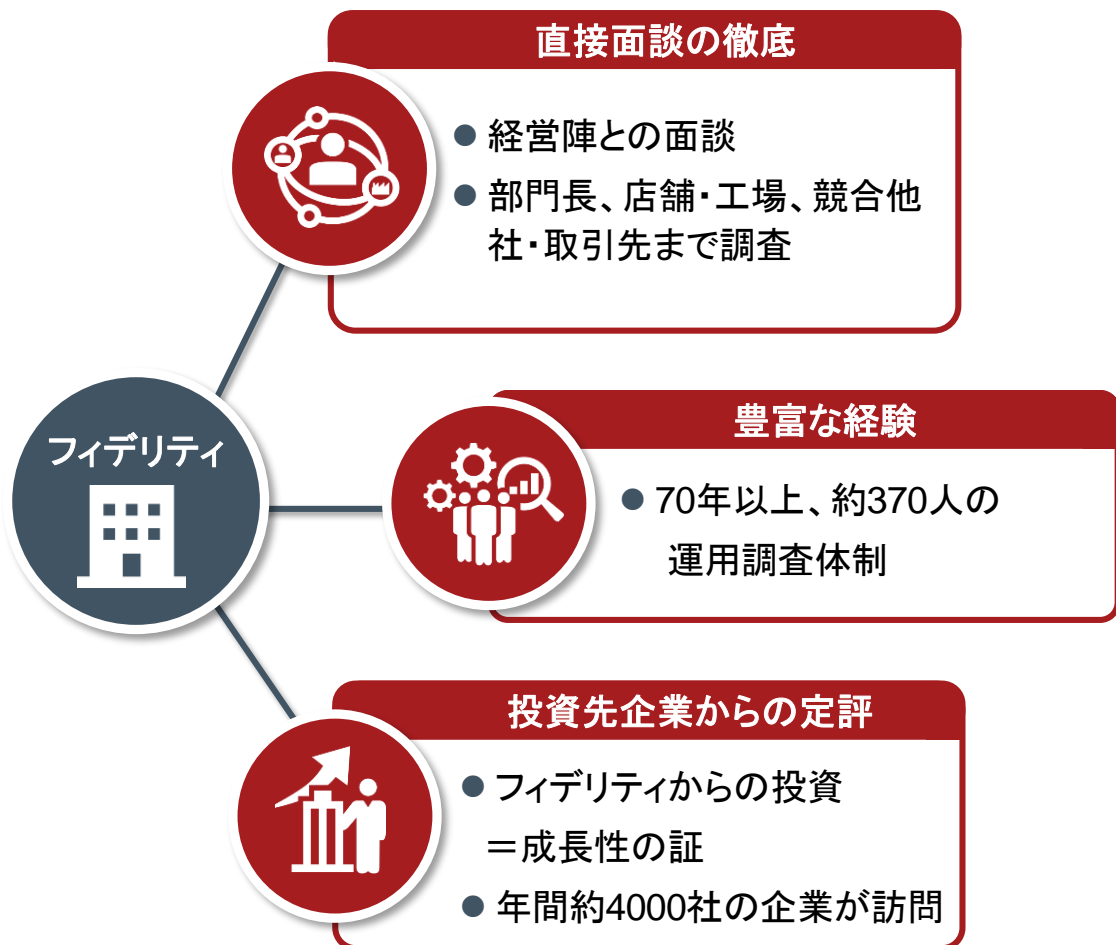 直接面談の徹底
● 経営陣との面談
● 部門長、店舗・工場、競合他
社・取引先まで調査
フィデリティ
豊富な経験
● 70年以上、約370人の
運用調査体制
投資先企業からの定評
● フィデリティからの投資
＝成長性の証
● 年間約4000社の企業が訪問